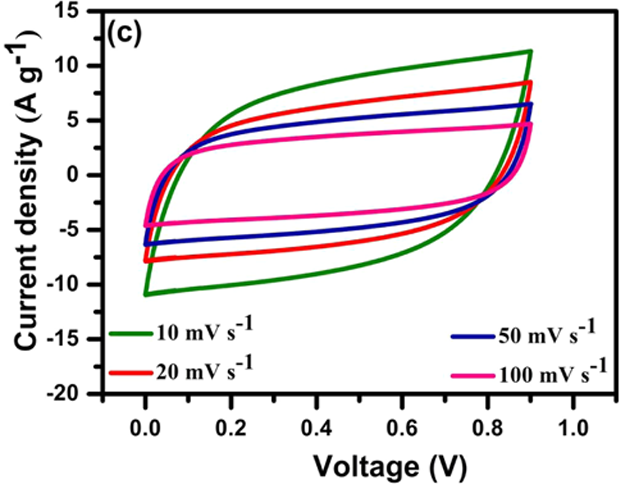 (c)
15
10
5
0
-5
-10
-15
-20
Current density (A g⁻¹)
10 mV s⁻¹
20 mV s⁻¹
50 mV s⁻¹
100 mV s⁻¹
0.0 0.2 0.4 0.6 0.8 1.0
Voltage (V)